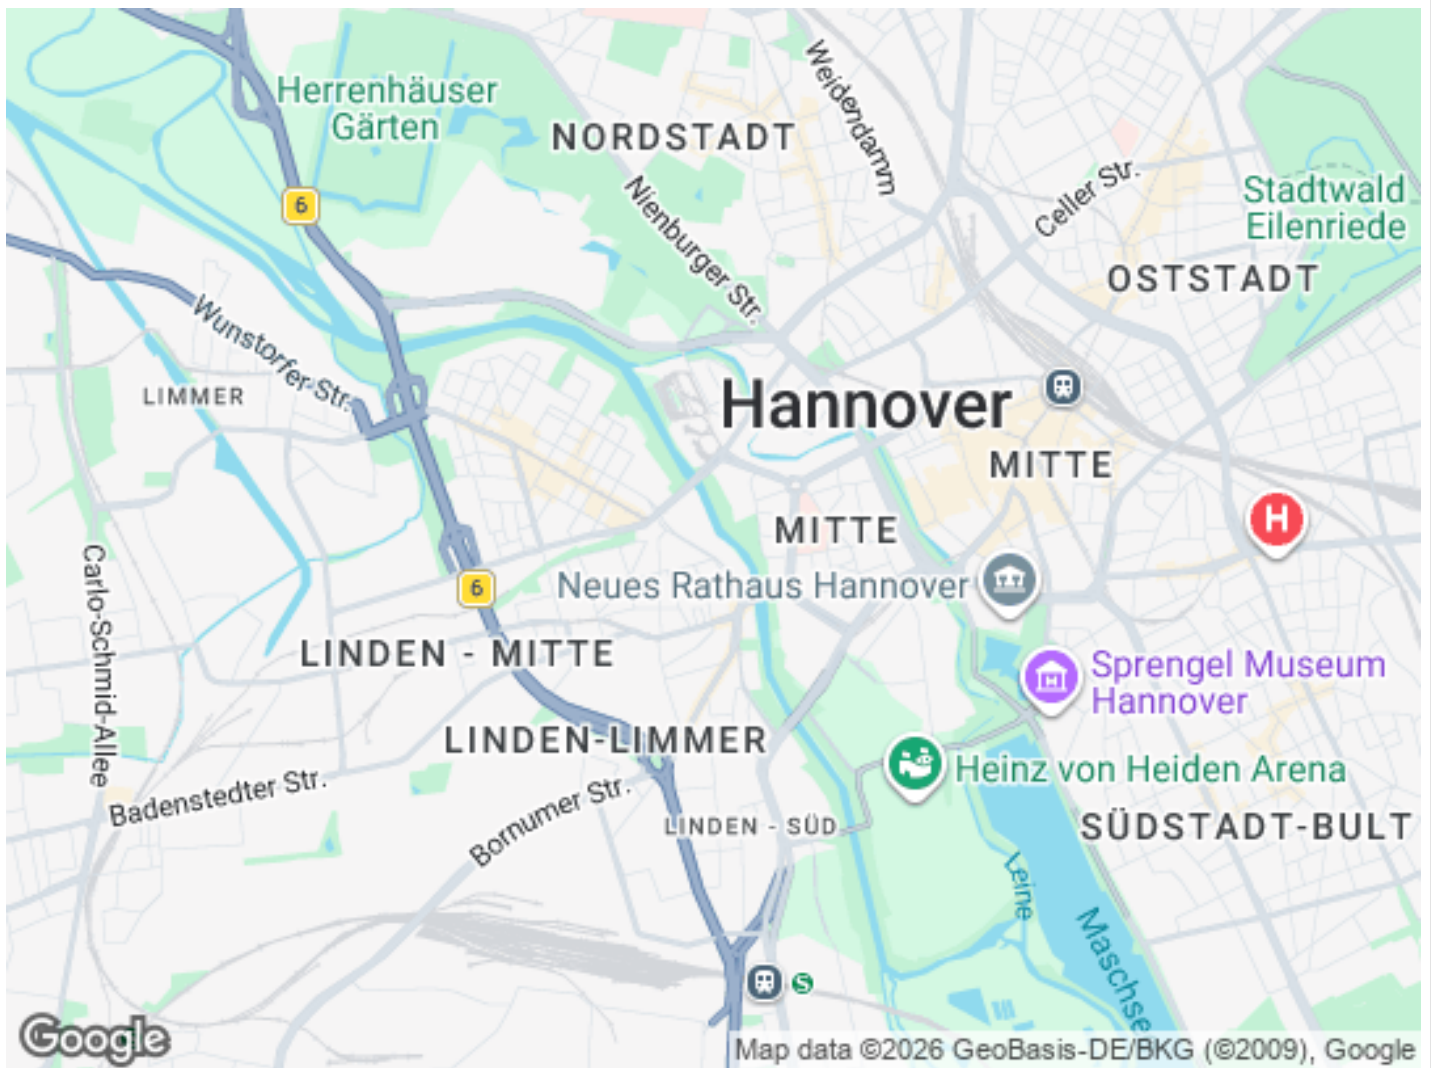 Herrenhäuser
Gärten
NORDSTADT
Weidendamm
Celler Str.
Stadtwald
Eilenriede
6
Nienburger Str.
OSTSTADT
Wunstorfer Str.
LIMMER
Hannover
MITTE
H
MITTE
Neues Rathaus Hannover
6
Carlo-Schmid-Allee
LINDEN - MITTE
Sprengel Museum
Hannover
LINDEN-LIMMER
Heinz von Heiden Arena
Badenstedter Str.
Bornumer Str.
LINDEN - SÜD
SÜDSTADT-BULT
Leine
Maschse
S
Google
Map data ©2026 GeoBasis-DE/BKG (©2009), Google